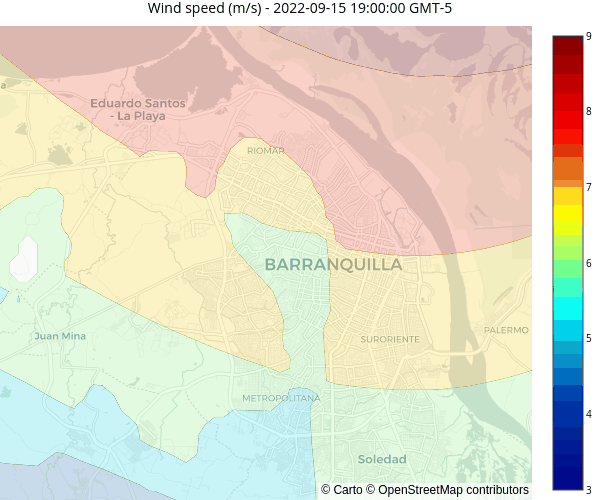 Wind speed (m/s) - 2022-09-15 19:00:00 GMT-5
9
8
7
6
5
4
3
a
Eduardo Santos
- La Playa
RIOMAR
BARRANQUILLA
Juan Mina
SURORIENTE
PALERMO
METROPOLITANA
Soledad
© Carto © OpenStreetMap contributors